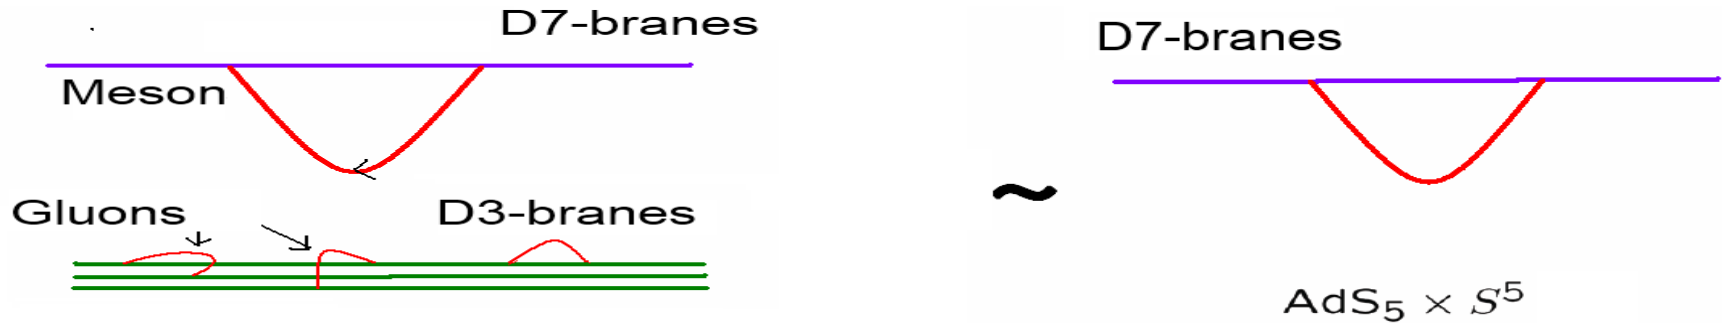 D7-branes
Meson
Gluons
D3-branes
D7-branes
~
AdS₅ × S⁵